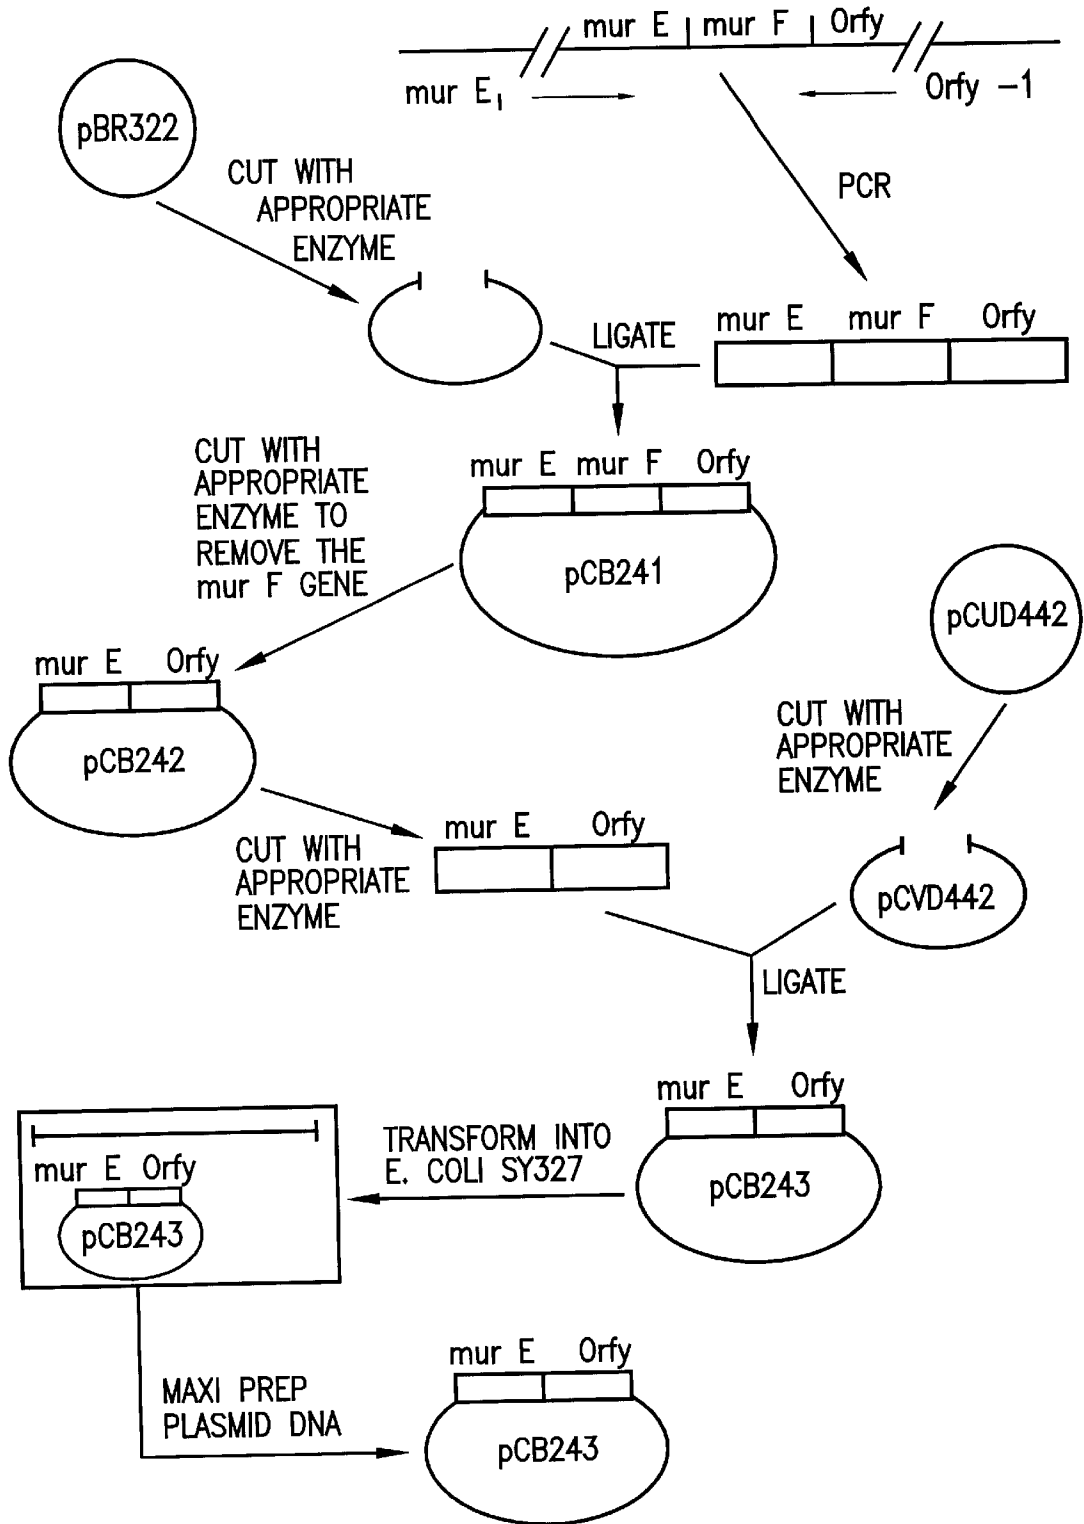 mur E mur F Orfy
mur E1
Orfy -1
pBR322
CUT WITH
APPROPRIATE
ENZYME
PCR
mur E mur F Orfy
LIGATE
CUT WITH
APPROPRIATE
ENZYME TO
REMOVE THE
mur F GENE
mur E mur F Orfy
pCB241
pCUD442
mur E Orfy
pCB242
CUT WITH
APPROPRIATE
ENZYME
CUT WITH
APPROPRIATE
ENZYME
mur E Orfy
pCVD442
LIGATE
mur E Orfy
pCB243
TRANSFORM INTO
E. COLI SY327
mur E Orfy
pCB243
MAXI PREP
PLASMID DNA
mur E Orfy
pCB243